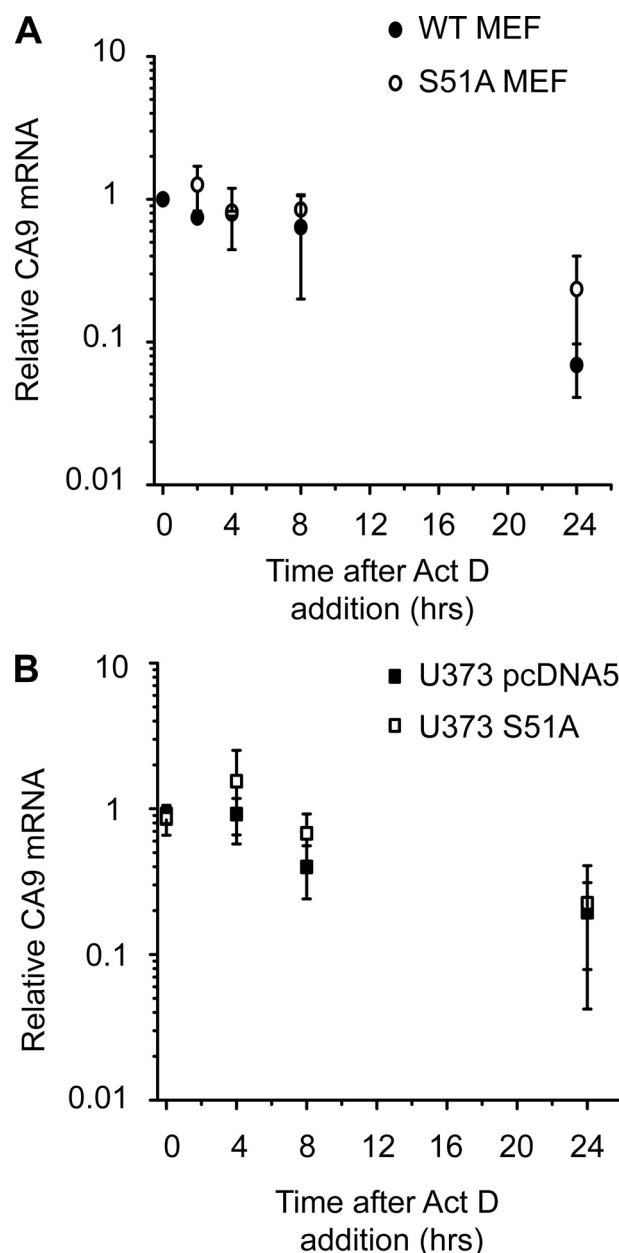 A
WT MEF
S51A MEF
Relative CA9 mRNA
10
1
0.1
0.01
0 4 8 12 16 20 24
Time after Act D
addition (hrs)
B
U373 pcDNA5
U373 S51A
Relative CA9 mRNA
10
1
0.1
0.01
0 4 8 12 16 20 24
Time after Act D
addition (hrs)